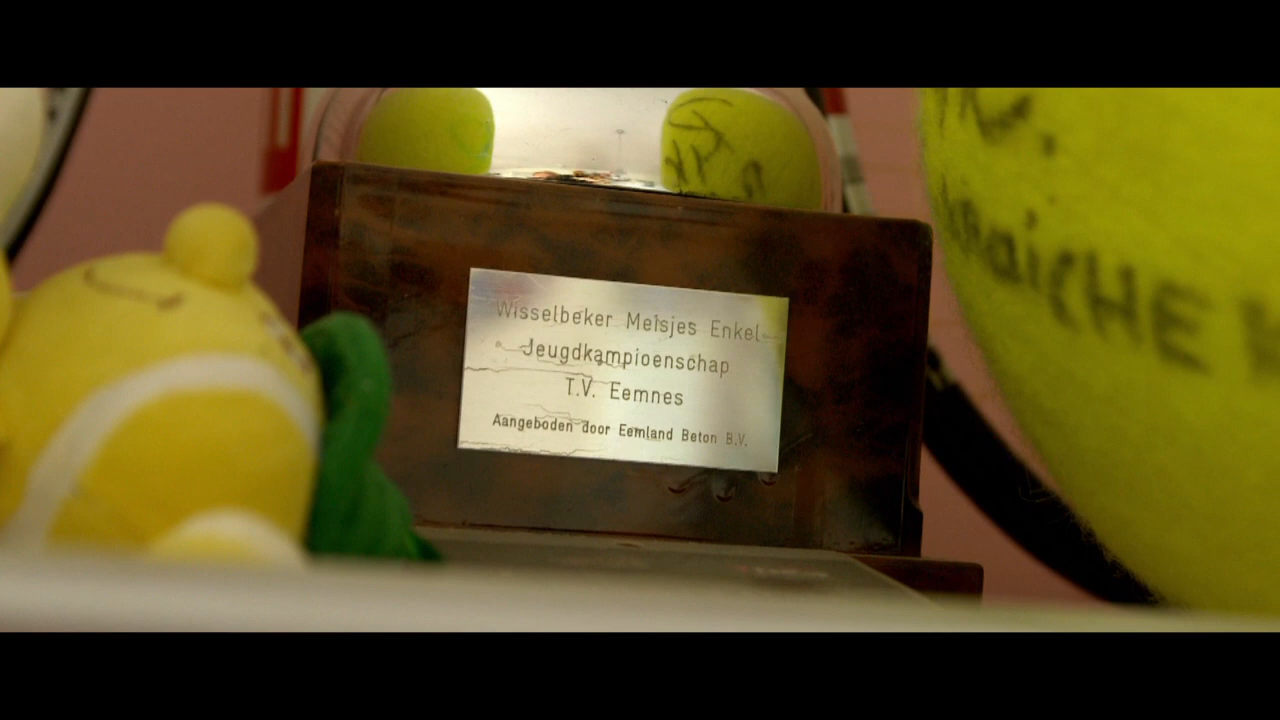 Wisselbeker Meisjes Enkel
Jeugdkampioenschap
T.V. Eemnes
Aangeboden door Eemland Beton B.V.